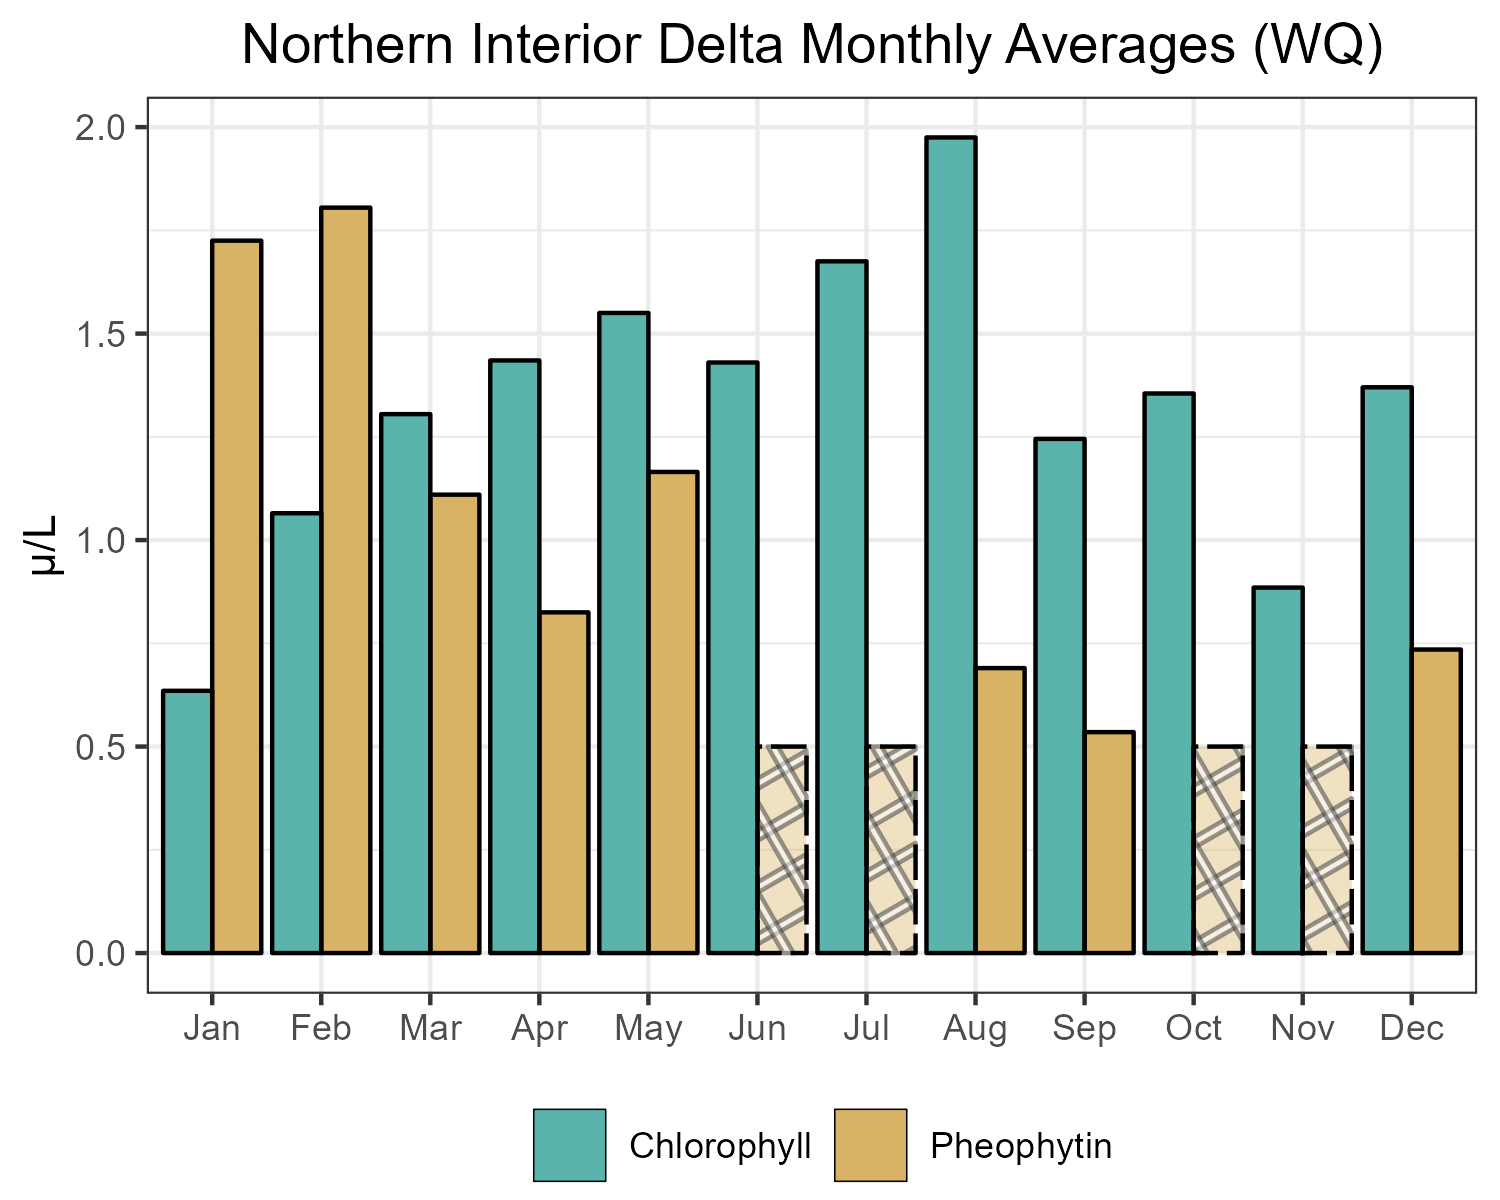 Northern Interior Delta Monthly Averages (WQ)
2.0
1.5
1.0
0.5
0.0
μ/L
Jan Feb Mar Apr May Jun Jul Aug Sep Oct Nov Dec
Chlorophyll Pheophytin